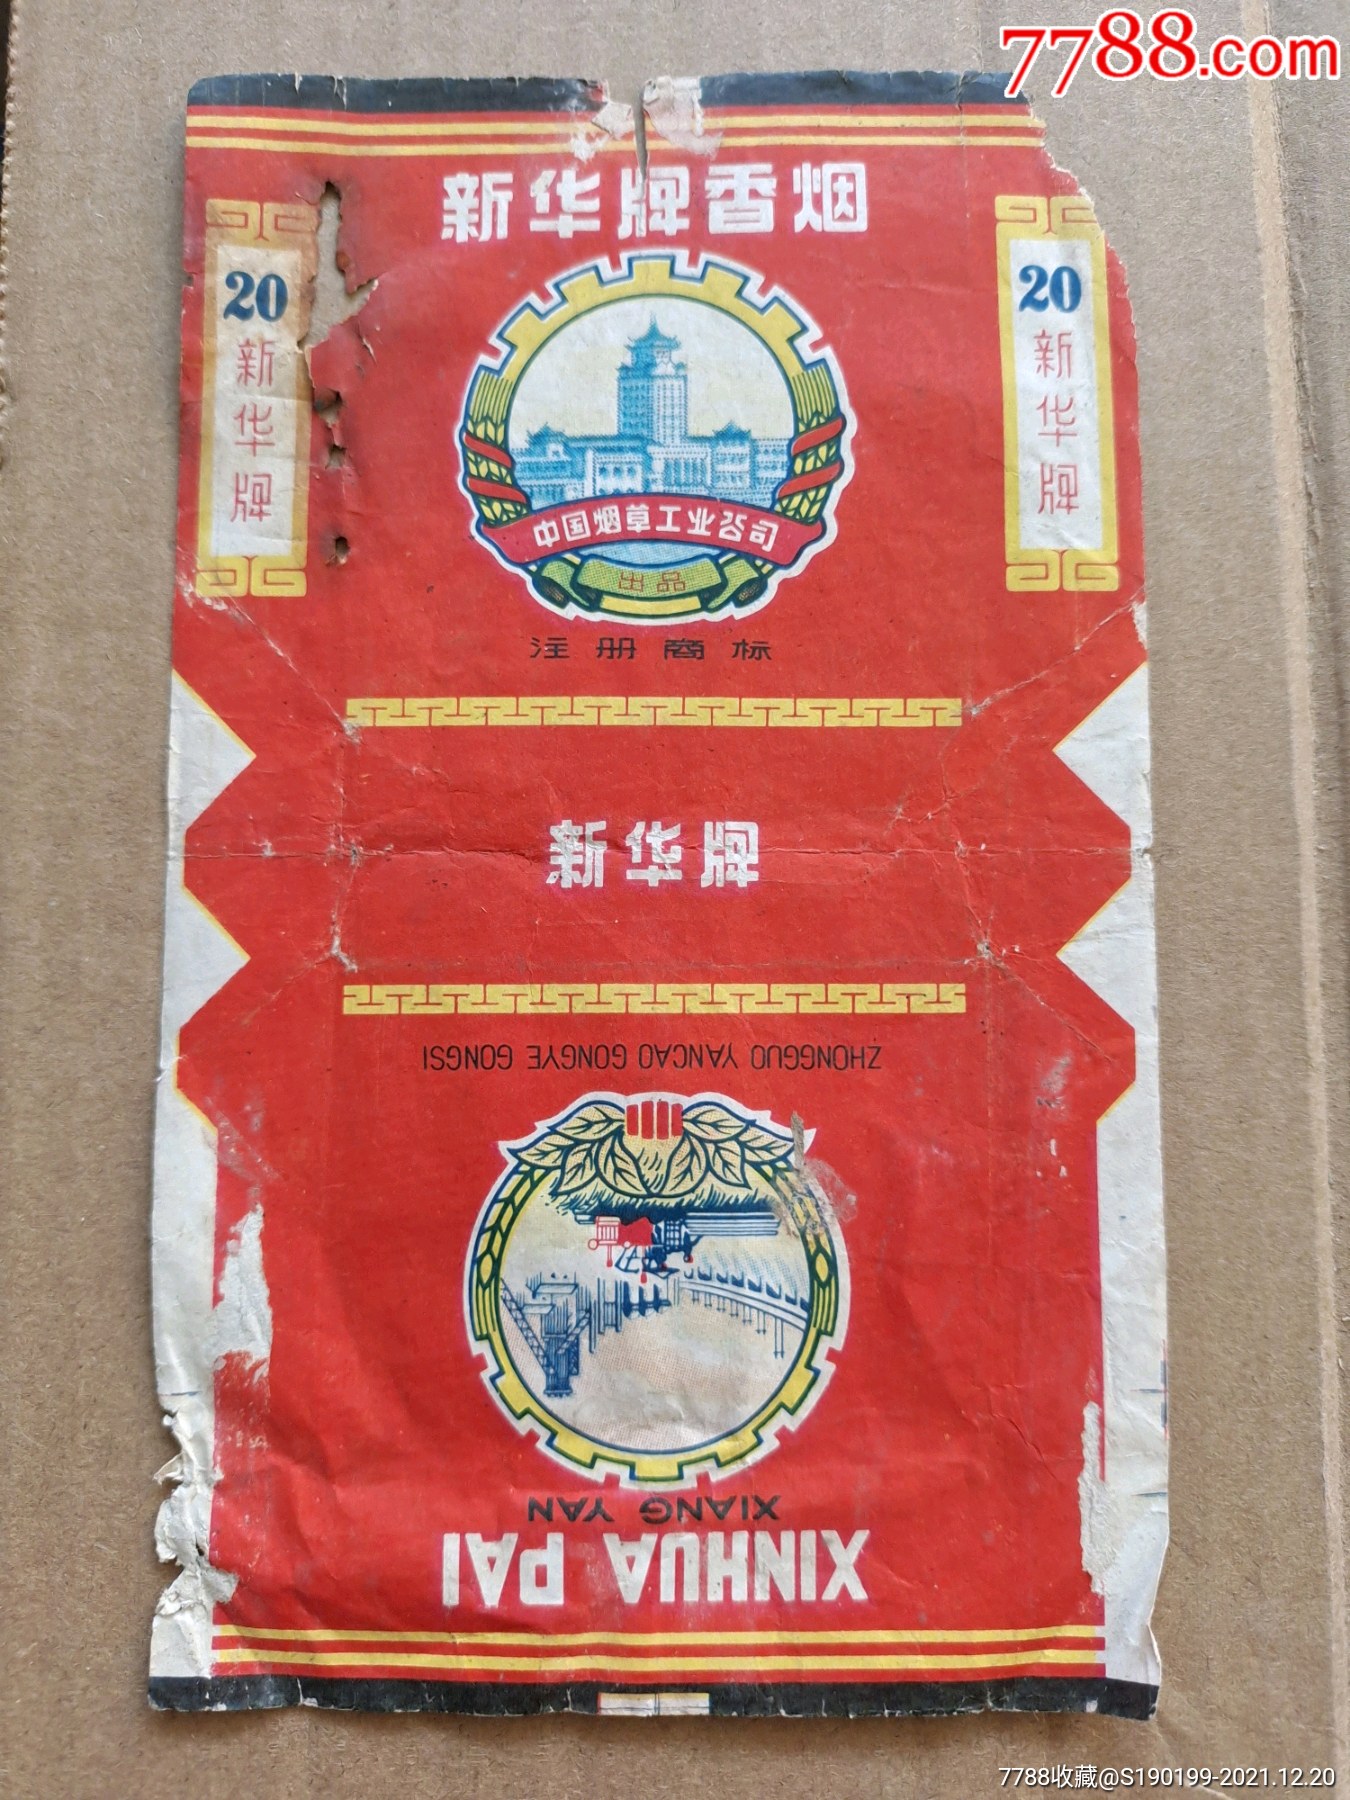 7788.com
新华牌香烟
20
新华牌
20
新华牌
中国烟草工业公司
出品
注册商标
新华牌
ZHONGGUO YANCAO GONGYE GONGSI
XIANG YAN
XINHUA PAI
7788收藏@S190199-2021.12.20